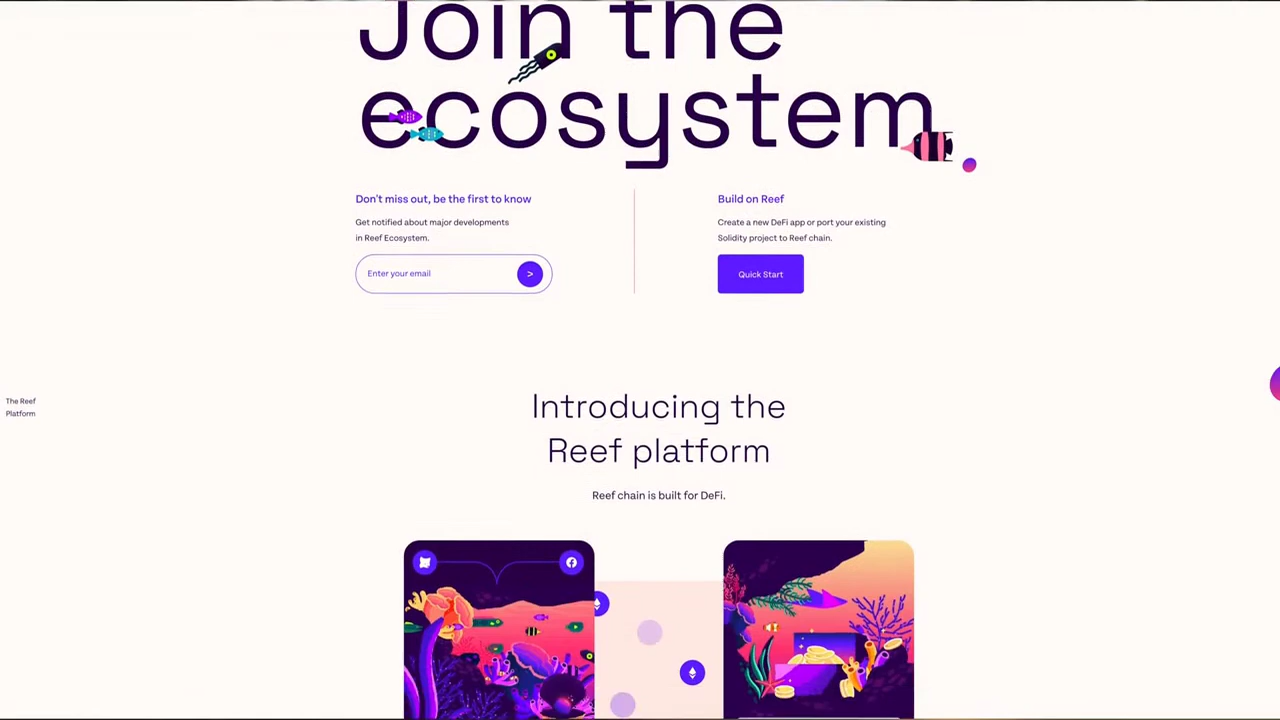 Join the
ecosystem
Don't miss out, be the first to know
Get notified about major developments
in Reef Ecosystem.
Enter your email
>
Build on Reef
Create a new DeFi app or port your existing
Solidity project to Reef chain.
Quick Start
The Reef
Platform
Introducing the
Reef platform
Reef chain is built for DeFi.